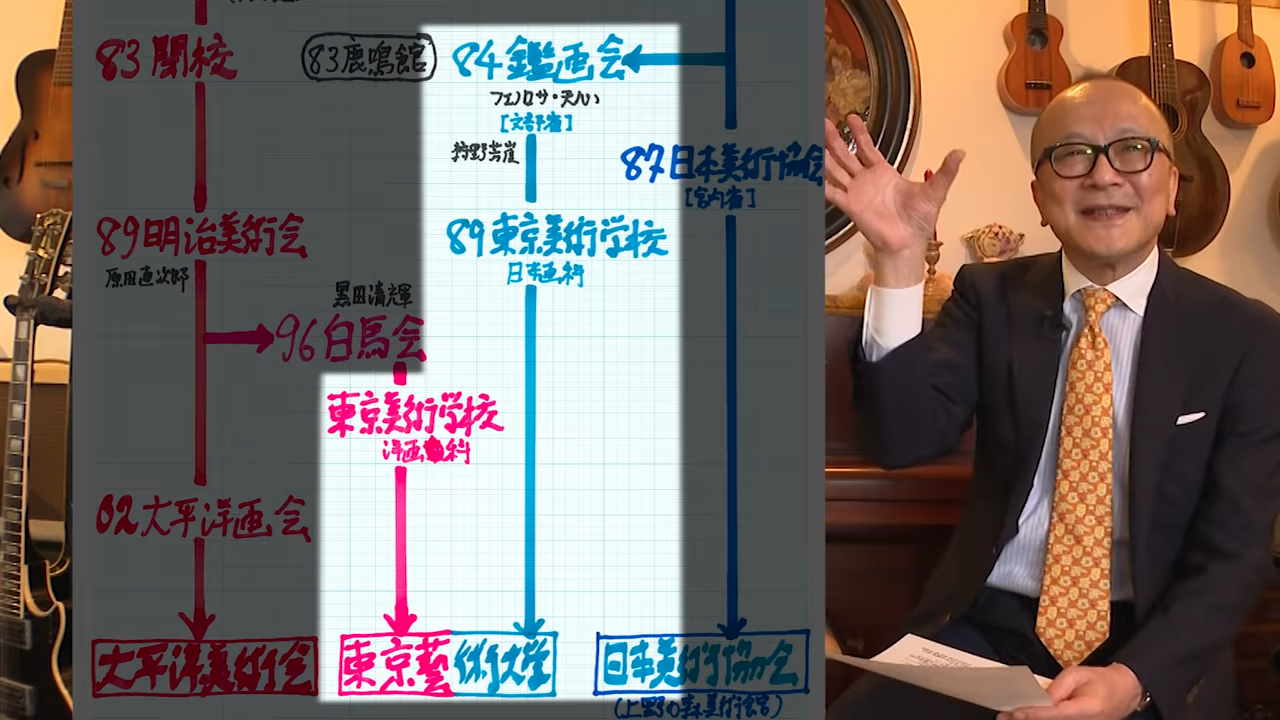 83開校
83鹿鳴館
84鑑画会
フェノロサ・天心
[文部省]
狩野芳崖
87日本美術協会
[宮内省]
89明治美術会
原田直次郎
89東京美術学校
日本画科
黒田清輝
96白馬会
東京美術学校
洋画科
02太平洋画会
太平洋美術会
東京藝術大学
日本美術協会
(上野の森美術館)